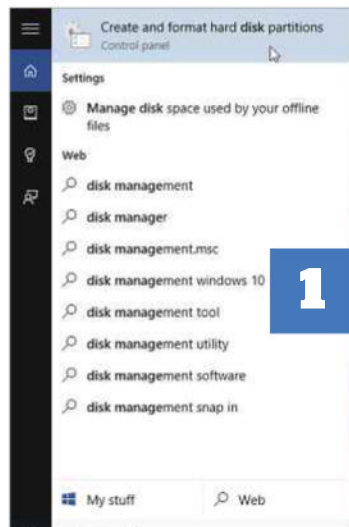 Create and format hard disk partitions
Control panel
Settings
Manage disk space used by your offline
files
Web
disk management
disk manager
disk management.msc
disk management windows 10
disk management tool
disk management utility
disk management software
disk management snap in
1
My stuff
Web